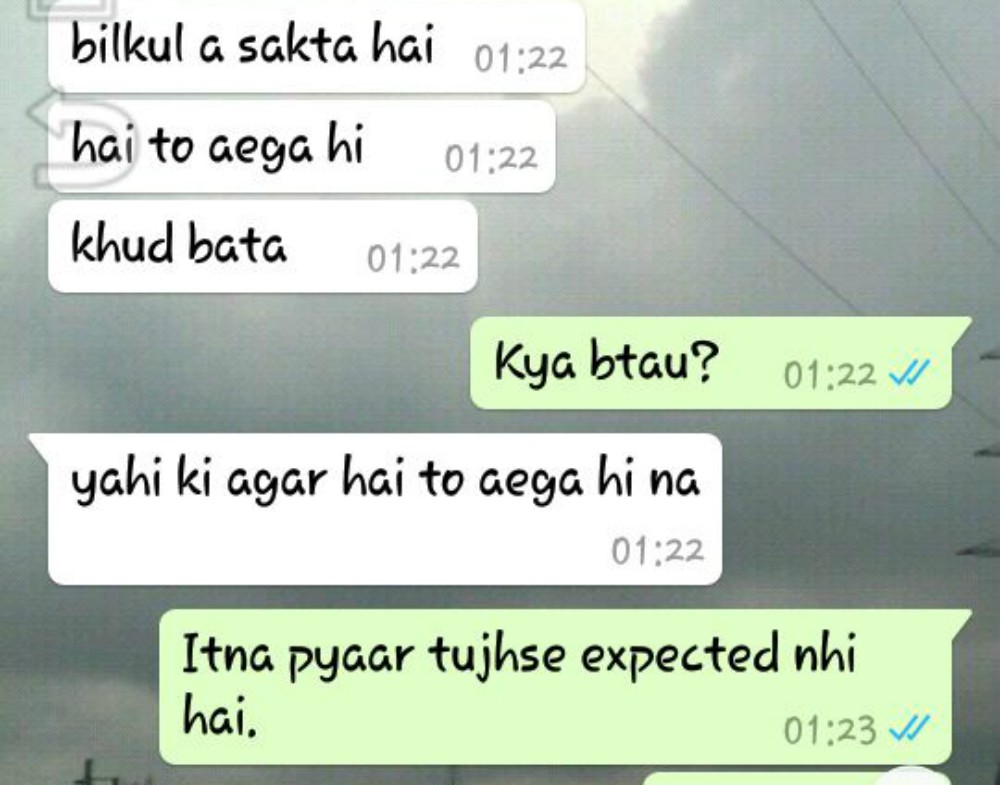 bilkul a sakta hai 01:22
hai to aega hi 01:22
khud bata 01:22
Kya btau? 01:22
yahi ki agar hai to aega hi na
01:22
Itna pyaar tujhse expected nhi
hai. 01:23